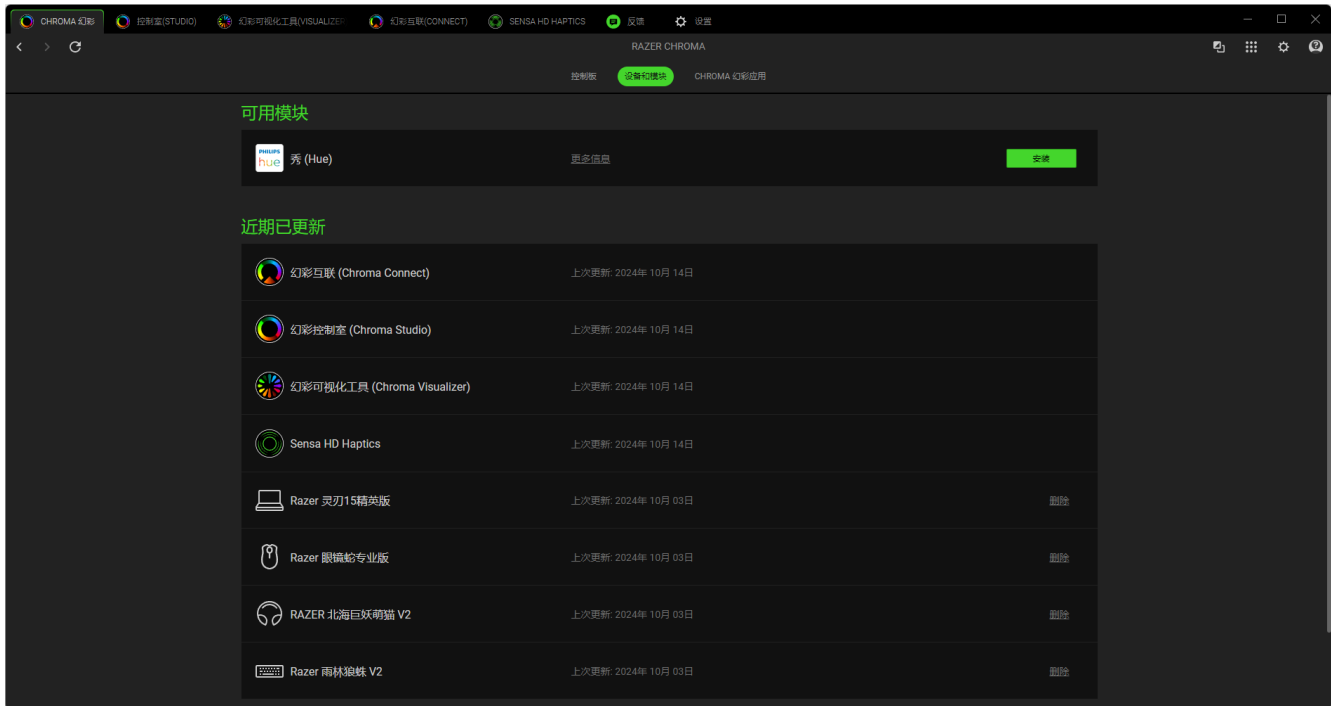 CHROMA 幻彩 控制室(STUDIO) 幻彩可视化工具(VISUALIZER 幻彩互联(CONNECT) SENSA HD HAPTICS 反馈 设置
RAZER CHROMA
控制板 设备和模块 CHROMA 幻彩应用
可用模块
PHILIPS
hue
秀 (Hue) 更多信息 安装
近期已更新
幻彩互联 (Chroma Connect) 上次更新: 2024年 10月 14日
幻彩控制室 (Chroma Studio) 上次更新: 2024年 10月 14日
幻彩可视化工具 (Chroma Visualizer) 上次更新: 2024年 10月 14日
Sensa HD Haptics 上次更新: 2024年 10月 14日
Razer 灵刃15精英版 上次更新: 2024年 10月 03日 删除
Razer 眼镜蛇专业版 上次更新: 2024年 10月 03日 删除
RAZER 北海巨妖萌猫 V2 上次更新: 2024年 10月 03日 删除
Razer 雨林狼蛛 V2 上次更新: 2024年 10月 03日 删除